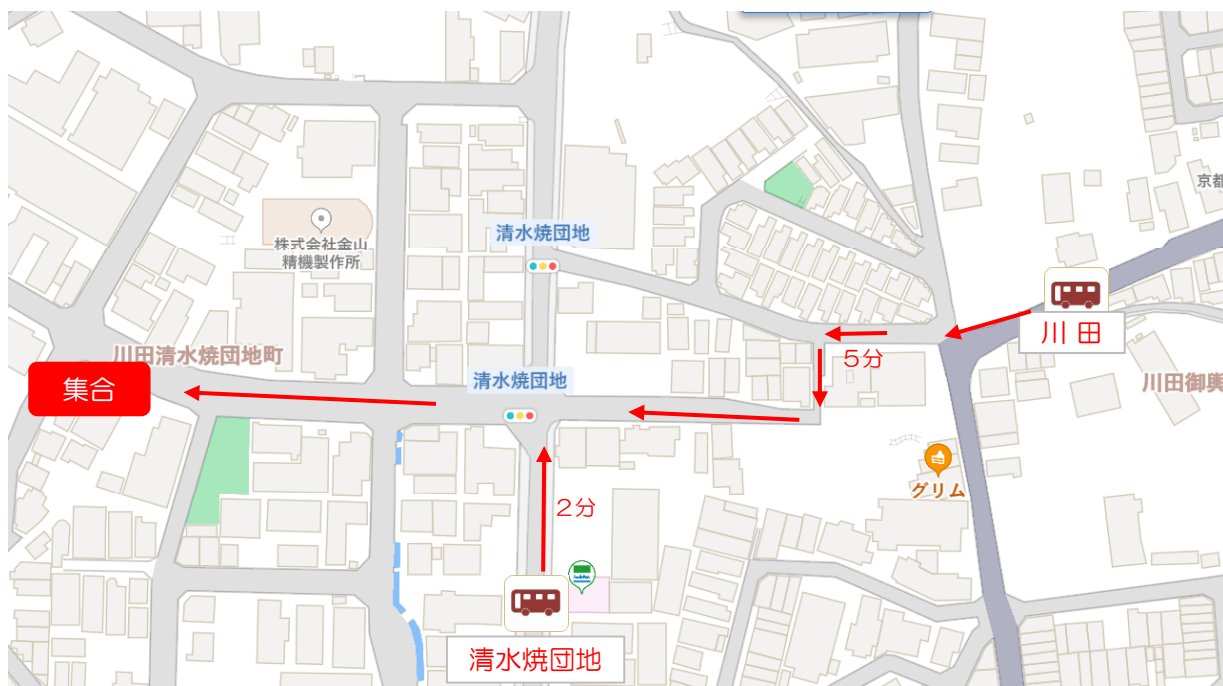 京都
清水焼団地
株式会社金山
精機製作所
川田
5分
川田清水焼団地町
集合
清水焼団地
川田御輿
グリム
2分
FamilyMart
清水焼団地